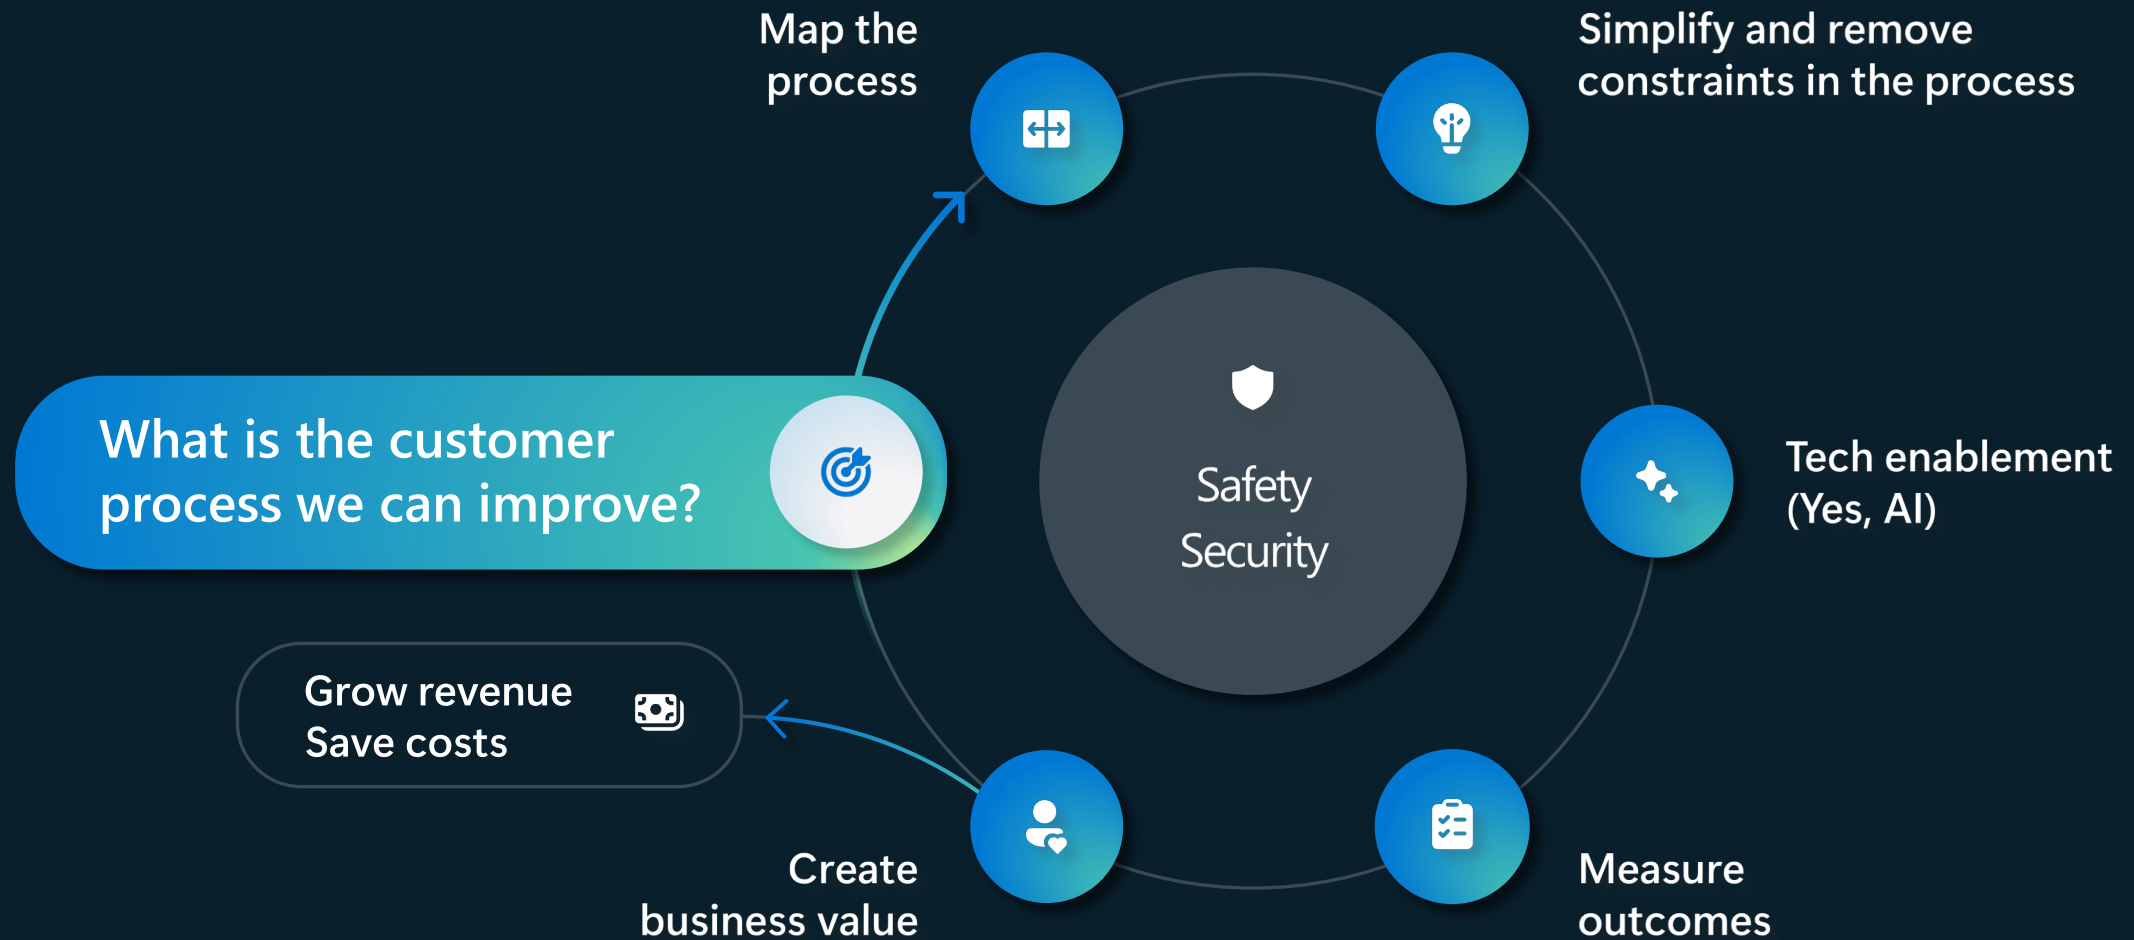 Map the
process
Simplify and remove
constraints in the process
What is the customer
process we can improve?
Safety
Security
Tech enablement
(Yes, AI)
Grow revenue
Save costs
Create
business value
Measure
outcomes